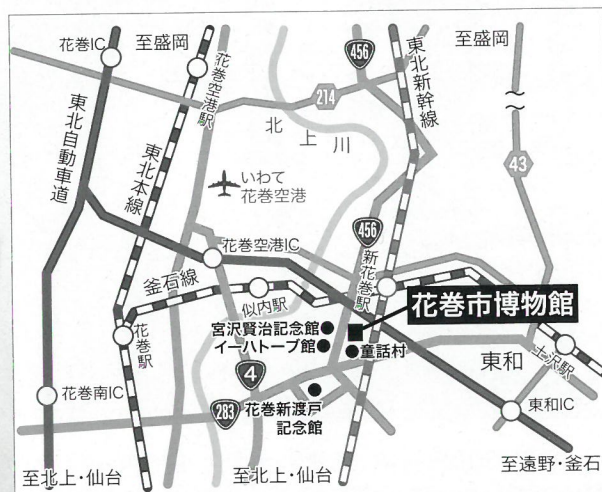 花巻IC
至盛岡
花巻空港駅
456
東北新幹線
至盛岡
214
北上川
43
東北自動車道
東北本線
いわて
花巻空港
456
花巻空港IC
新花巻駅
釜石線
似内駅
花巻市博物館
宮沢賢治記念館
イーハトーブ館
童話村
花巻駅
東和
土沢駅
4
花巻南IC
283
花巻新渡戸
記念館
東和IC
至北上・仙台
至北上・仙台
至遠野・釜石